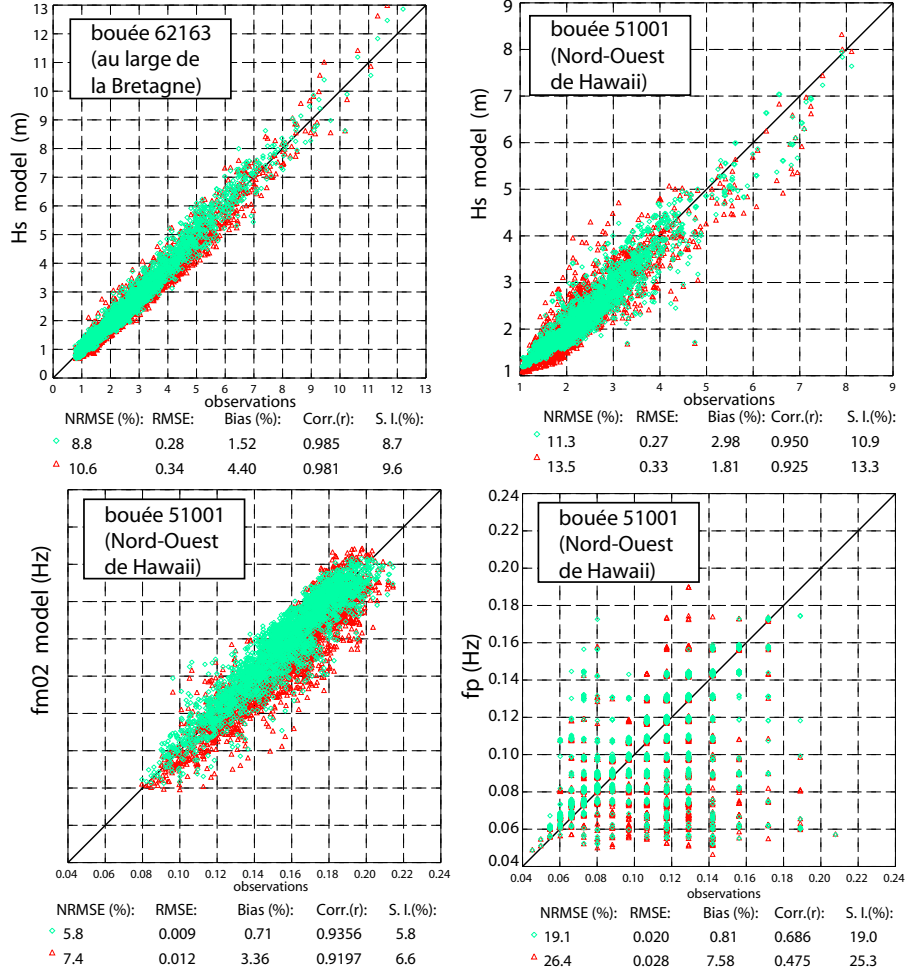 bouée 62163
(au large de
la Bretagne)
Hs model (m)
13
12
11
10
9
8
7
6
5
4
3
2
1
0
0 1 2 3 4 5 6 7 8 9 10 11 12 13
observations
NRMSE (%): RMSE: Bias (%): Corr.(r): S. I.(%):
8.8 0.28 1.52 0.985 8.7
10.6 0.34 4.40 0.981 9.6
bouée 51001
(Nord-Ouest
de Hawaii)
Hs model (m)
9
8
7
6
5
4
3
2
1
1 2 3 4 5 6 7 8 9
observations
NRMSE (%): RMSE: Bias (%): Corr.(r): S. I.(%):
11.3 0.27 2.98 0.950 10.9
13.5 0.33 1.81 0.925 13.3
bouée 51001
(Nord-Ouest
de Hawaii)
fm02 model (Hz)
0.04 0.06 0.08 0.10 0.12 0.14 0.16 0.18 0.20 0.22 0.24
observations
NRMSE (%): RMSE: Bias (%): Corr.(r): S. I.(%):
5.8 0.009 0.71 0.9356 5.8
7.4 0.012 3.36 0.9197 6.6
bouée 51001
(Nord-Ouest
de Hawaii)
fp (Hz)
0.24
0.22
0.20
0.18
0.16
0.14
0.12
0.10
0.08
0.06
0.04
0.04 0.06 0.08 0.10 0.12 0.14 0.16 0.18 0.20 0.22 0.24
observations
NRMSE (%): RMSE: Bias (%): Corr.(r): S. I.(%):
19.1 0.020 0.81 0.686 19.0
26.4 0.028 7.58 0.475 25.3